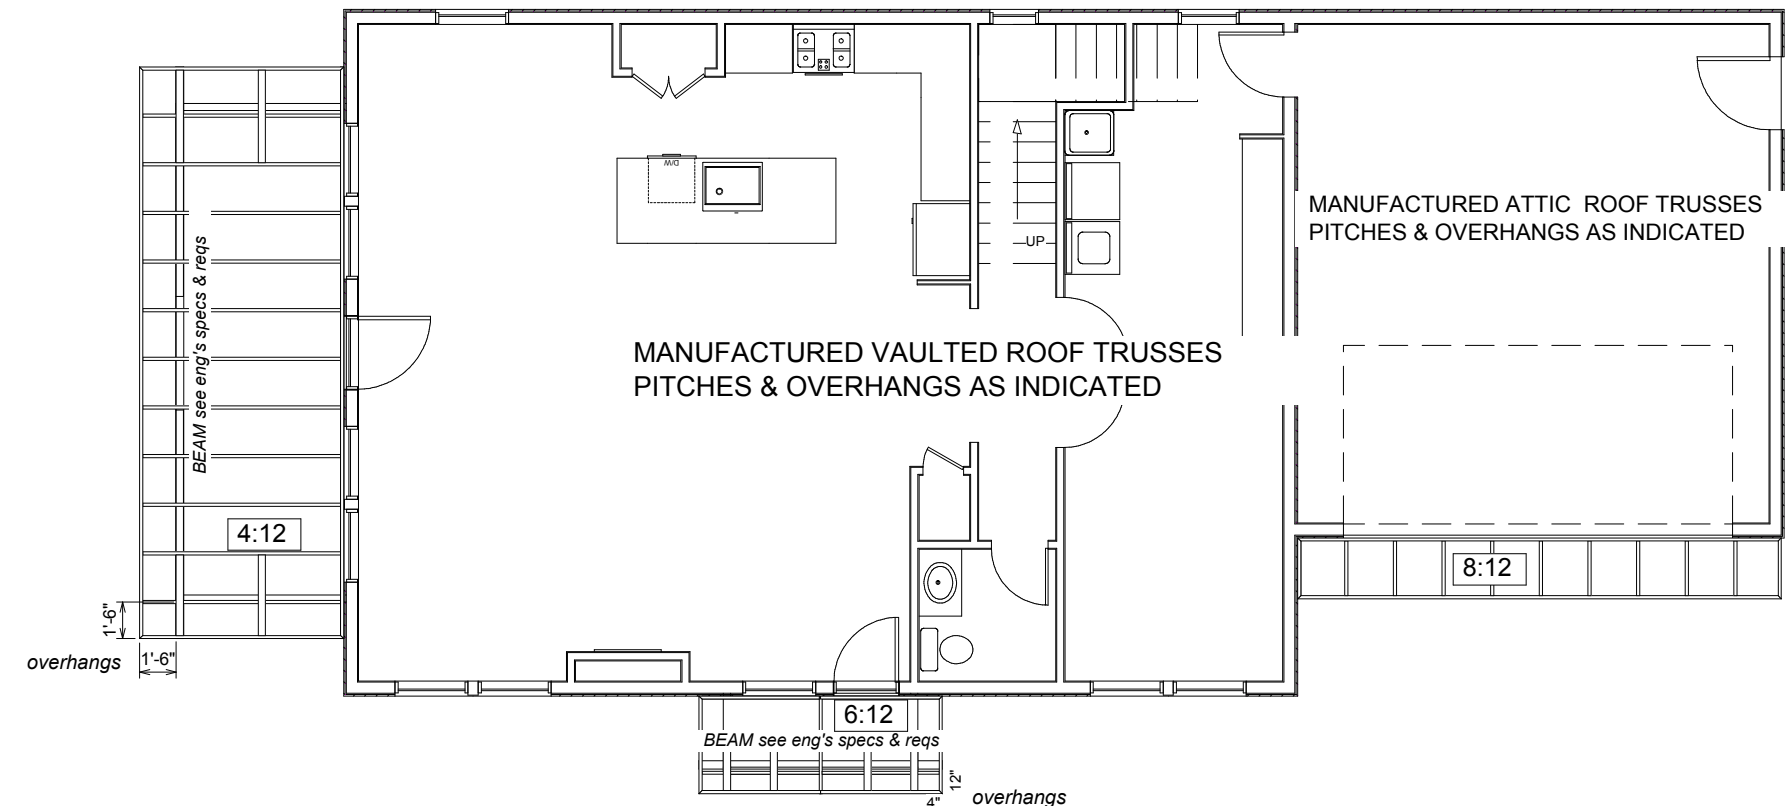 D/W
MANUFACTURED ATTIC ROOF TRUSSES
PITCHES & OVERHANGS AS INDICATED
UP
BEAM see eng's specs & reqs
MANUFACTURED VAULTED ROOF TRUSSES
PITCHES & OVERHANGS AS INDICATED
4:12
8:12
1'-6"
overhangs
1'-6"
6:12
BEAM see eng's specs & reqs
12"
4"
overhangs